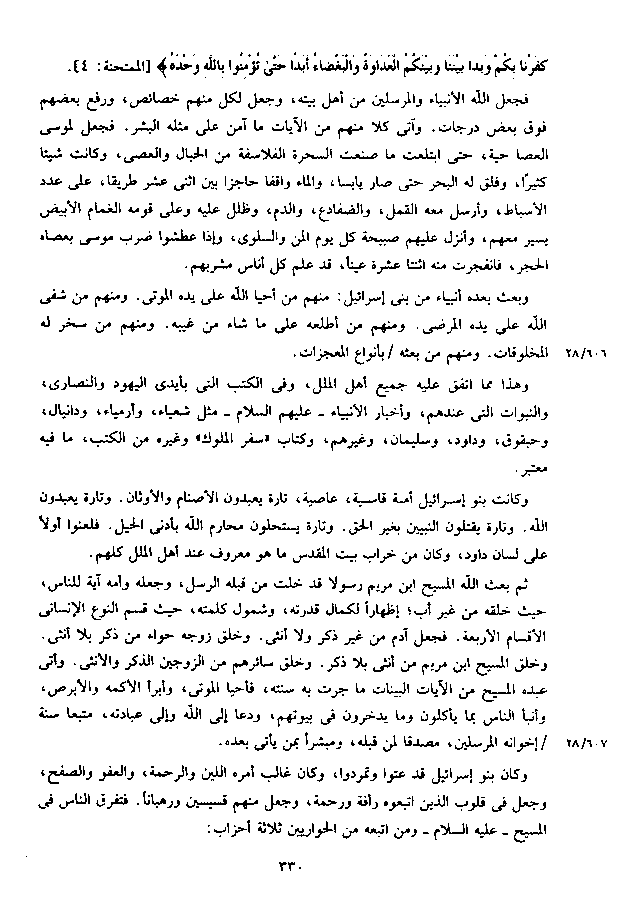 كَفَرْنَا بِكُمْ وَبَدَا بَيْنَنَا وَبَيْنَكُمُ الْعَدَاوَةُ وَالْبَغْضَاءُ أَبَدًا حَتَّىٰ تُؤْمِنُوا بِاللَّهِ وَحْدَهُ﴾ [الممتحنة: ٤].
فجعل الله الأنبياء والمرسلين من أهل بيته، وجعل لكل منهم خصائص، ورفع بعضهم
فوق بعض درجات. وآتى كلا منهم من الآيات ما آمن على مثله البشر. فجعل لموسى
العصا حية، حتى ابتلعت ما صنعت السحرة الفلاسفة من الحبال والعصى، وكانت شيئا
كثيرًا، وفلق له البحر حتى صار يابسا، والماء واقفا حاجزا بين اثنى عشر طريقا، على عدد
الأسباط، وأرسل معه القمل، والضفادع، والدم، وظلل عليه وعلى قومه الغمام الأبيض
يسير معهم، وأنزل عليهم صبيحة كل يوم المن والسلوى، وإذا عطشوا ضرب موسى بعصاه
الحجر، فانفجرت منه اثنتا عشرة عيناً، قد علم كل أناس مشربهم.
وبعث بعده أنبياء من بنى إسرائيل: منهم من أحيا الله على يده الموتى. ومنهم من شفى
الله على يده المرضى. ومنهم من أطلعه على ما شاء من غيبه. ومنهم من سخر له
المخلوقات. ومنهم من بعثه /بأنواع المعجزات. ٢٨/٦٠٦
وهذا مما اتفق عليه جميع أهل الملل، وفى الكتب التى بأيدى اليهود والنصارى،
والنبوات التى عندهم، وأخبار الأنبياء ـ عليهم السلام ـ مثل شعياء، وأرمياء، ودانيال،
وحبقوق، وداود، وسليمان، وغيرهم، وكتاب «سفر الملوك» وغيره من الكتب، ما فيه
معتبر.
وكانت بنو إسرائيل أمة قاسية، عاصية، تارة يعبدون الأصنام والأوثان. وتارة يعبدون
الله. وتارة يقتلون النبيين بغير الحق. وتارة يستحلون محارم الله بأدنى الحيل. فلعنوا أولاً
على لسان داود، وكان من خراب بيت المقدس ما هو معروف عند أهل الملل كلهم.
ثم بعث الله المسيح ابن مريم رسولا قد خلت من قبله الرسل، وجعله وأمه آية للناس،
حيث خلقه من غير أب؛ إظهاراً لكمال قدرته، وشمول كلمته، حيث قسم النوع الإنسانى
الأقسام الأربعة. فجعل آدم من غير ذكر ولا أنثى. وخلق زوجه حواء من ذكر بلا أنثى.
وخلق المسيح ابن مريم من أنثى بلا ذكر. وخلق سائرهم من الزوجين الذكر والأنثى. وآتى
عبده المسيح من الآيات البينات ما جرت به سنته، فأحيا الموتى، وأبرأ الأكمه والأبرص،
وأنبأ الناس بما يأكلون وما يدخرون فى بيوتهم، ودعا إلى الله وإلى عبادته، متبعا سنة
/إخوانه المرسلين، مصدقا لمن قبله، ومبشراً بمن يأتى بعده. ٢٨/٦٠٧
وكان بنو إسرائيل قد عتوا وتمردوا، وكان غالب أمره اللين والرحمة، والعفو والصفح،
وجعل فى قلوب الذين اتبعوه رأفة ورحمة، وجعل منهم قسيسين ورهباناً. فتفرق الناس فى
المسيح ـ عليه السلام ـ ومن اتبعه من الحواريين ثلاثة أحزاب:
٣٣٠